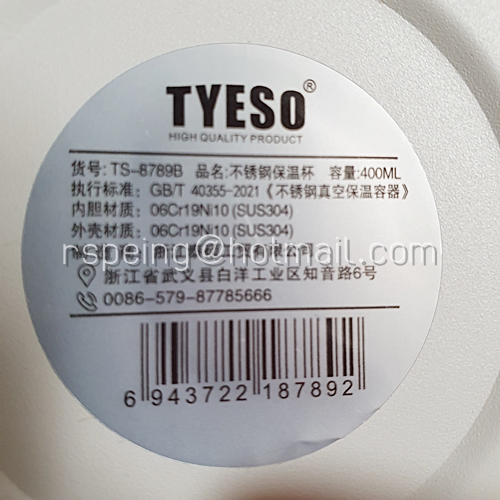 TYESO®
HIGH QUALITY PRODUCT
货号: TS-8789B 品名:不锈钢保温杯 容量:400ML
执行标准: GB/T 40355-2021《不锈钢真空保温容器》
内胆材质: 06Cr19Ni10(SUS304)
外壳材质: 06Cr19Ni10(SUS304)
nspeing@hotmail.com
浙江省武义县白洋工业区知音路6号
0086-579-87785666
6 943722 187892